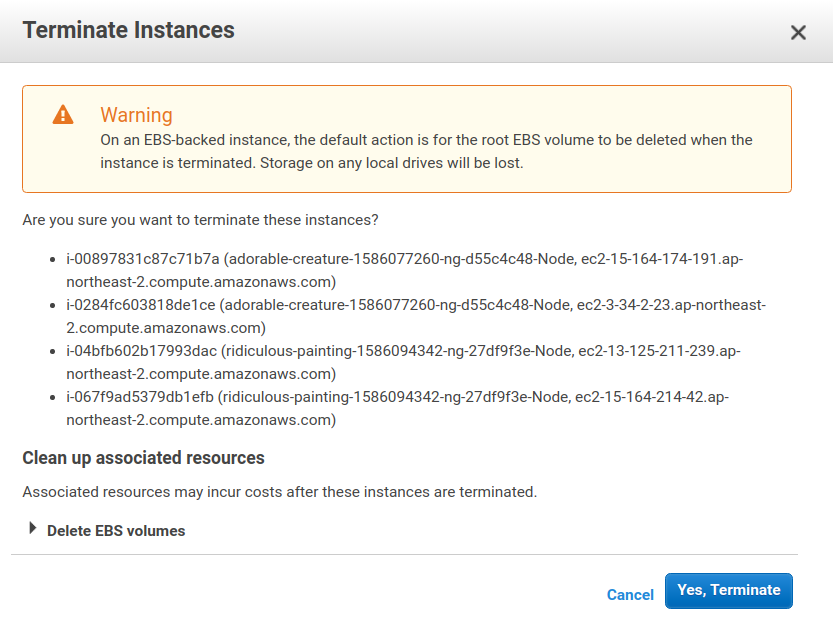 Terminate Instances
Warning
On an EBS-backed instance, the default action is for the root EBS volume to be deleted when the
instance is terminated. Storage on any local drives will be lost.
Are you sure you want to terminate these instances?
i-00897831c87c71b7a (adorable-creature-1586077260-ng-d55c4c48-Node, ec2-15-164-174-191.ap-
northeast-2.compute.amazonaws.com)
i-0284fc603818de1ce (adorable-creature-1586077260-ng-d55c4c48-Node, ec2-3-34-2-23.ap-northeast-
2.compute.amazonaws.com)
i-04bfb602b17993dac (ridiculous-painting-1586094342-ng-27df9f3e-Node, ec2-13-125-211-239.ap-
northeast-2.compute.amazonaws.com)
i-067f9ad5379db1efb (ridiculous-painting-1586094342-ng-27df9f3e-Node, ec2-15-164-214-42.ap-
northeast-2.compute.amazonaws.com)
Clean up associated resources
Associated resources may incur costs after these instances are terminated.
Delete EBS volumes
Cancel Yes, Terminate